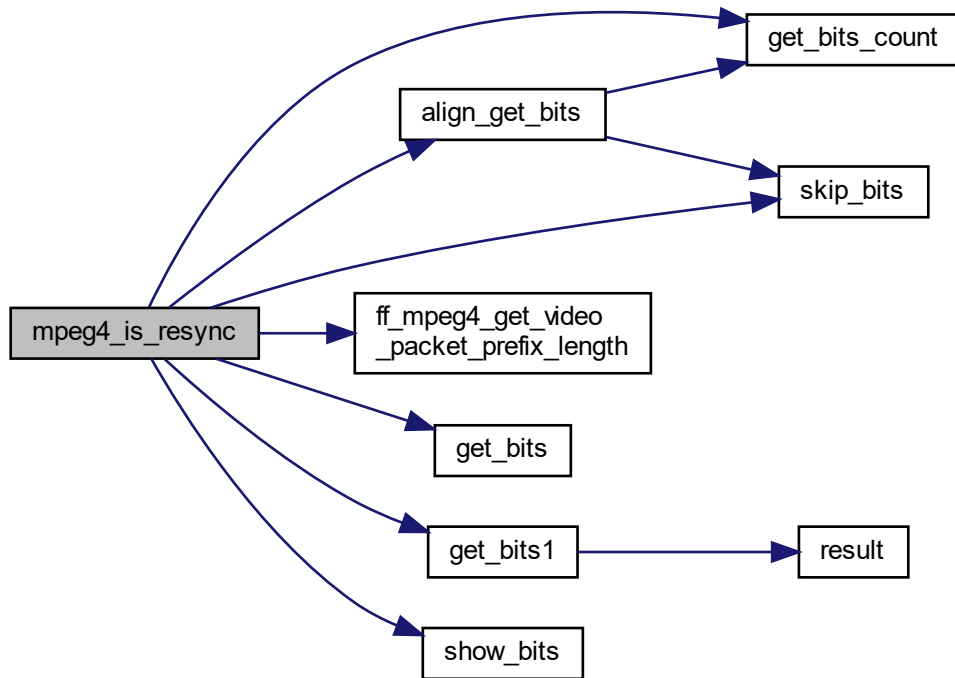 get_bits_count
align_get_bits
skip_bits
mpeg4_is_resync
ff_mpeg4_get_video
_packet_prefix_length
get_bits
get_bits1
result
show_bits